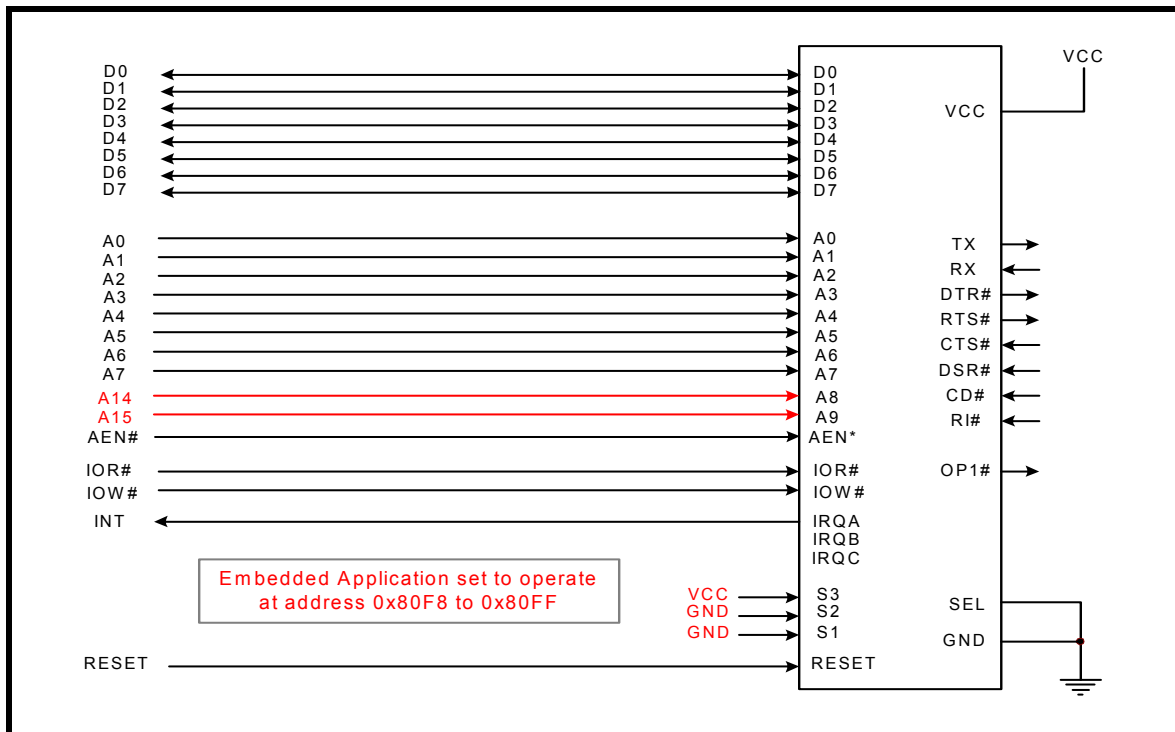 D0
D1
D2
D3
D4
D5
D6
D7
A0
A1
A2
A3
A4
A5
A6
A7
A14
A15
AEN#
IOR#
IOW#
INT
Embedded Application set to operate
at address 0x80F8 to 0x80FF
VCC
GND
GND
RESET
D0
D1
D2
D3
D4
D5
D6
D7
A0
A1
A2
A3
A4
A5
A6
A7
A8
A9
AEN*
IOR#
IOW#
IRQA
IRQB
IRQC
S3
S2
S1
RESET
VCC
VCC
TX
RX
DTR#
RTS#
CTS#
DSR#
CD#
RI#
OP1#
SEL
GND